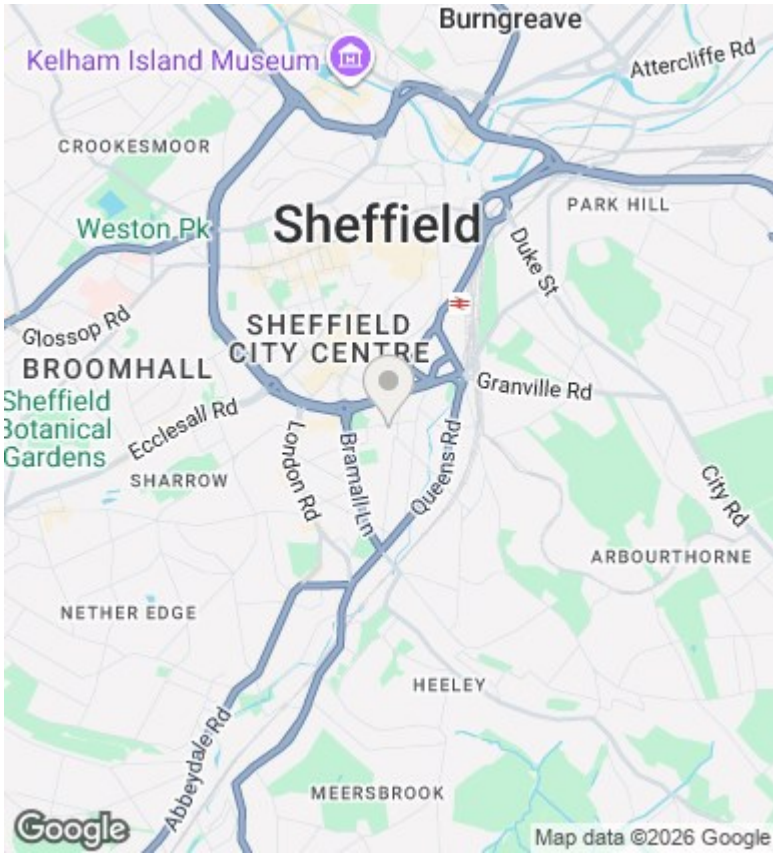 Burngreave
Kelham Island Museum
Attercliffe Rd
CROOKESMOOR
PARK HILL
Weston Pk
Sheffield
Duke St
Glossop Rd
SHEFFIELD
CITY CENTRE
BROOMHALL
Granville Rd
Sheffield
Botanical
Gardens
Ecclesall Rd
London Rd
Bramall Ln
Queens Rd
City Rd
SHARROW
ARBOURTHORNE
NETHER EDGE
HEELEY
Abbeydale Rd
MEERSBROOK
Google
Map data ©2026 Google